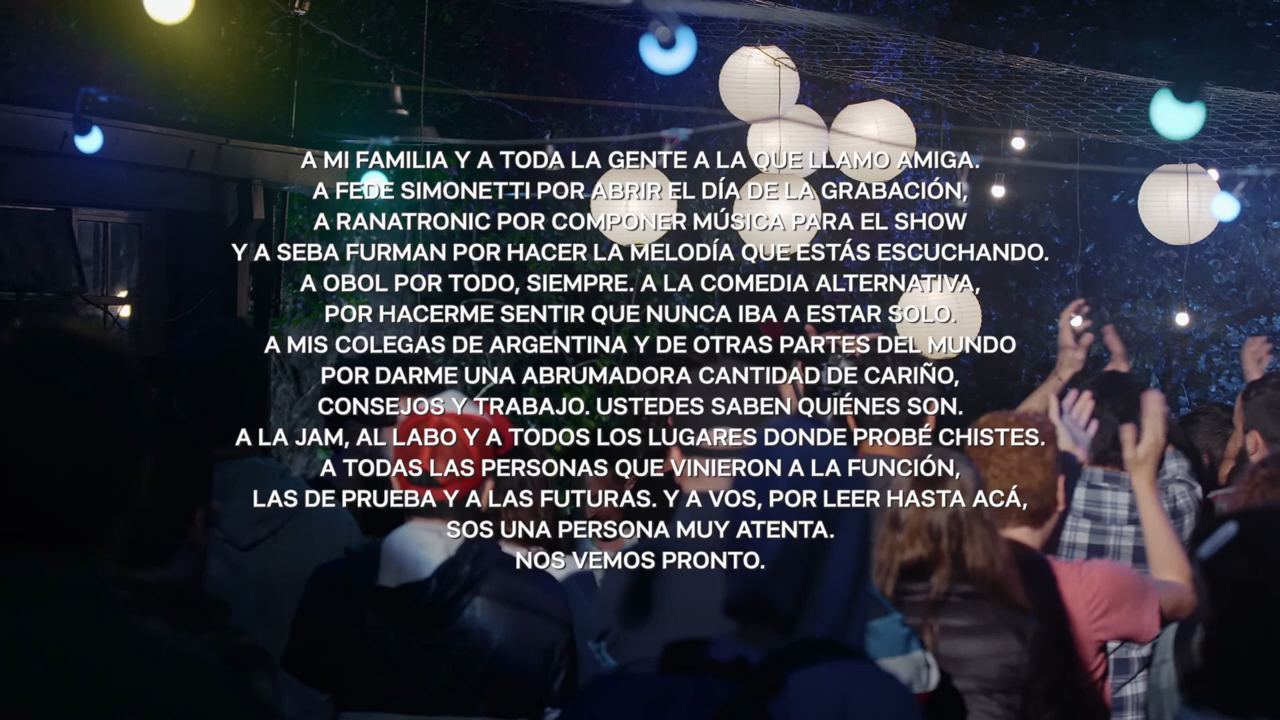 A MI FAMILIA Y A TODA LA GENTE A LA QUE LLAMO AMIGA.
A FEDE SIMONETTI POR ABRIR EL DÍA DE LA GRABACIÓN,
A RANATRONIC POR COMPONER MÚSICA PARA EL SHOW
Y A SEBA FURMAN POR HACER LA MELODÍA QUE ESTÁS ESCUCHANDO.
A OBOL POR TODO, SIEMPRE. A LA COMEDIA ALTERNATIVA,
POR HACERME SENTIR QUE NUNCA IBA A ESTAR SOLO.
A MIS COLEGAS DE ARGENTINA Y DE OTRAS PARTES DEL MUNDO
POR DARME UNA ABRUMADORA CANTIDAD DE CARIÑO,
CONSEJOS Y TRABAJO. USTEDES SABEN QUIÉNES SON.
A LA JAM, AL LABO Y A TODOS LOS LUGARES DONDE PROBÉ CHISTES.
A TODAS LAS PERSONAS QUE VINIERON A LA FUNCIÓN,
LAS DE PRUEBA Y A LAS FUTURAS. Y A VOS, POR LEER HASTA ACÁ,
SOS UNA PERSONA MUY ATENTA.
NOS VEMOS PRONTO.